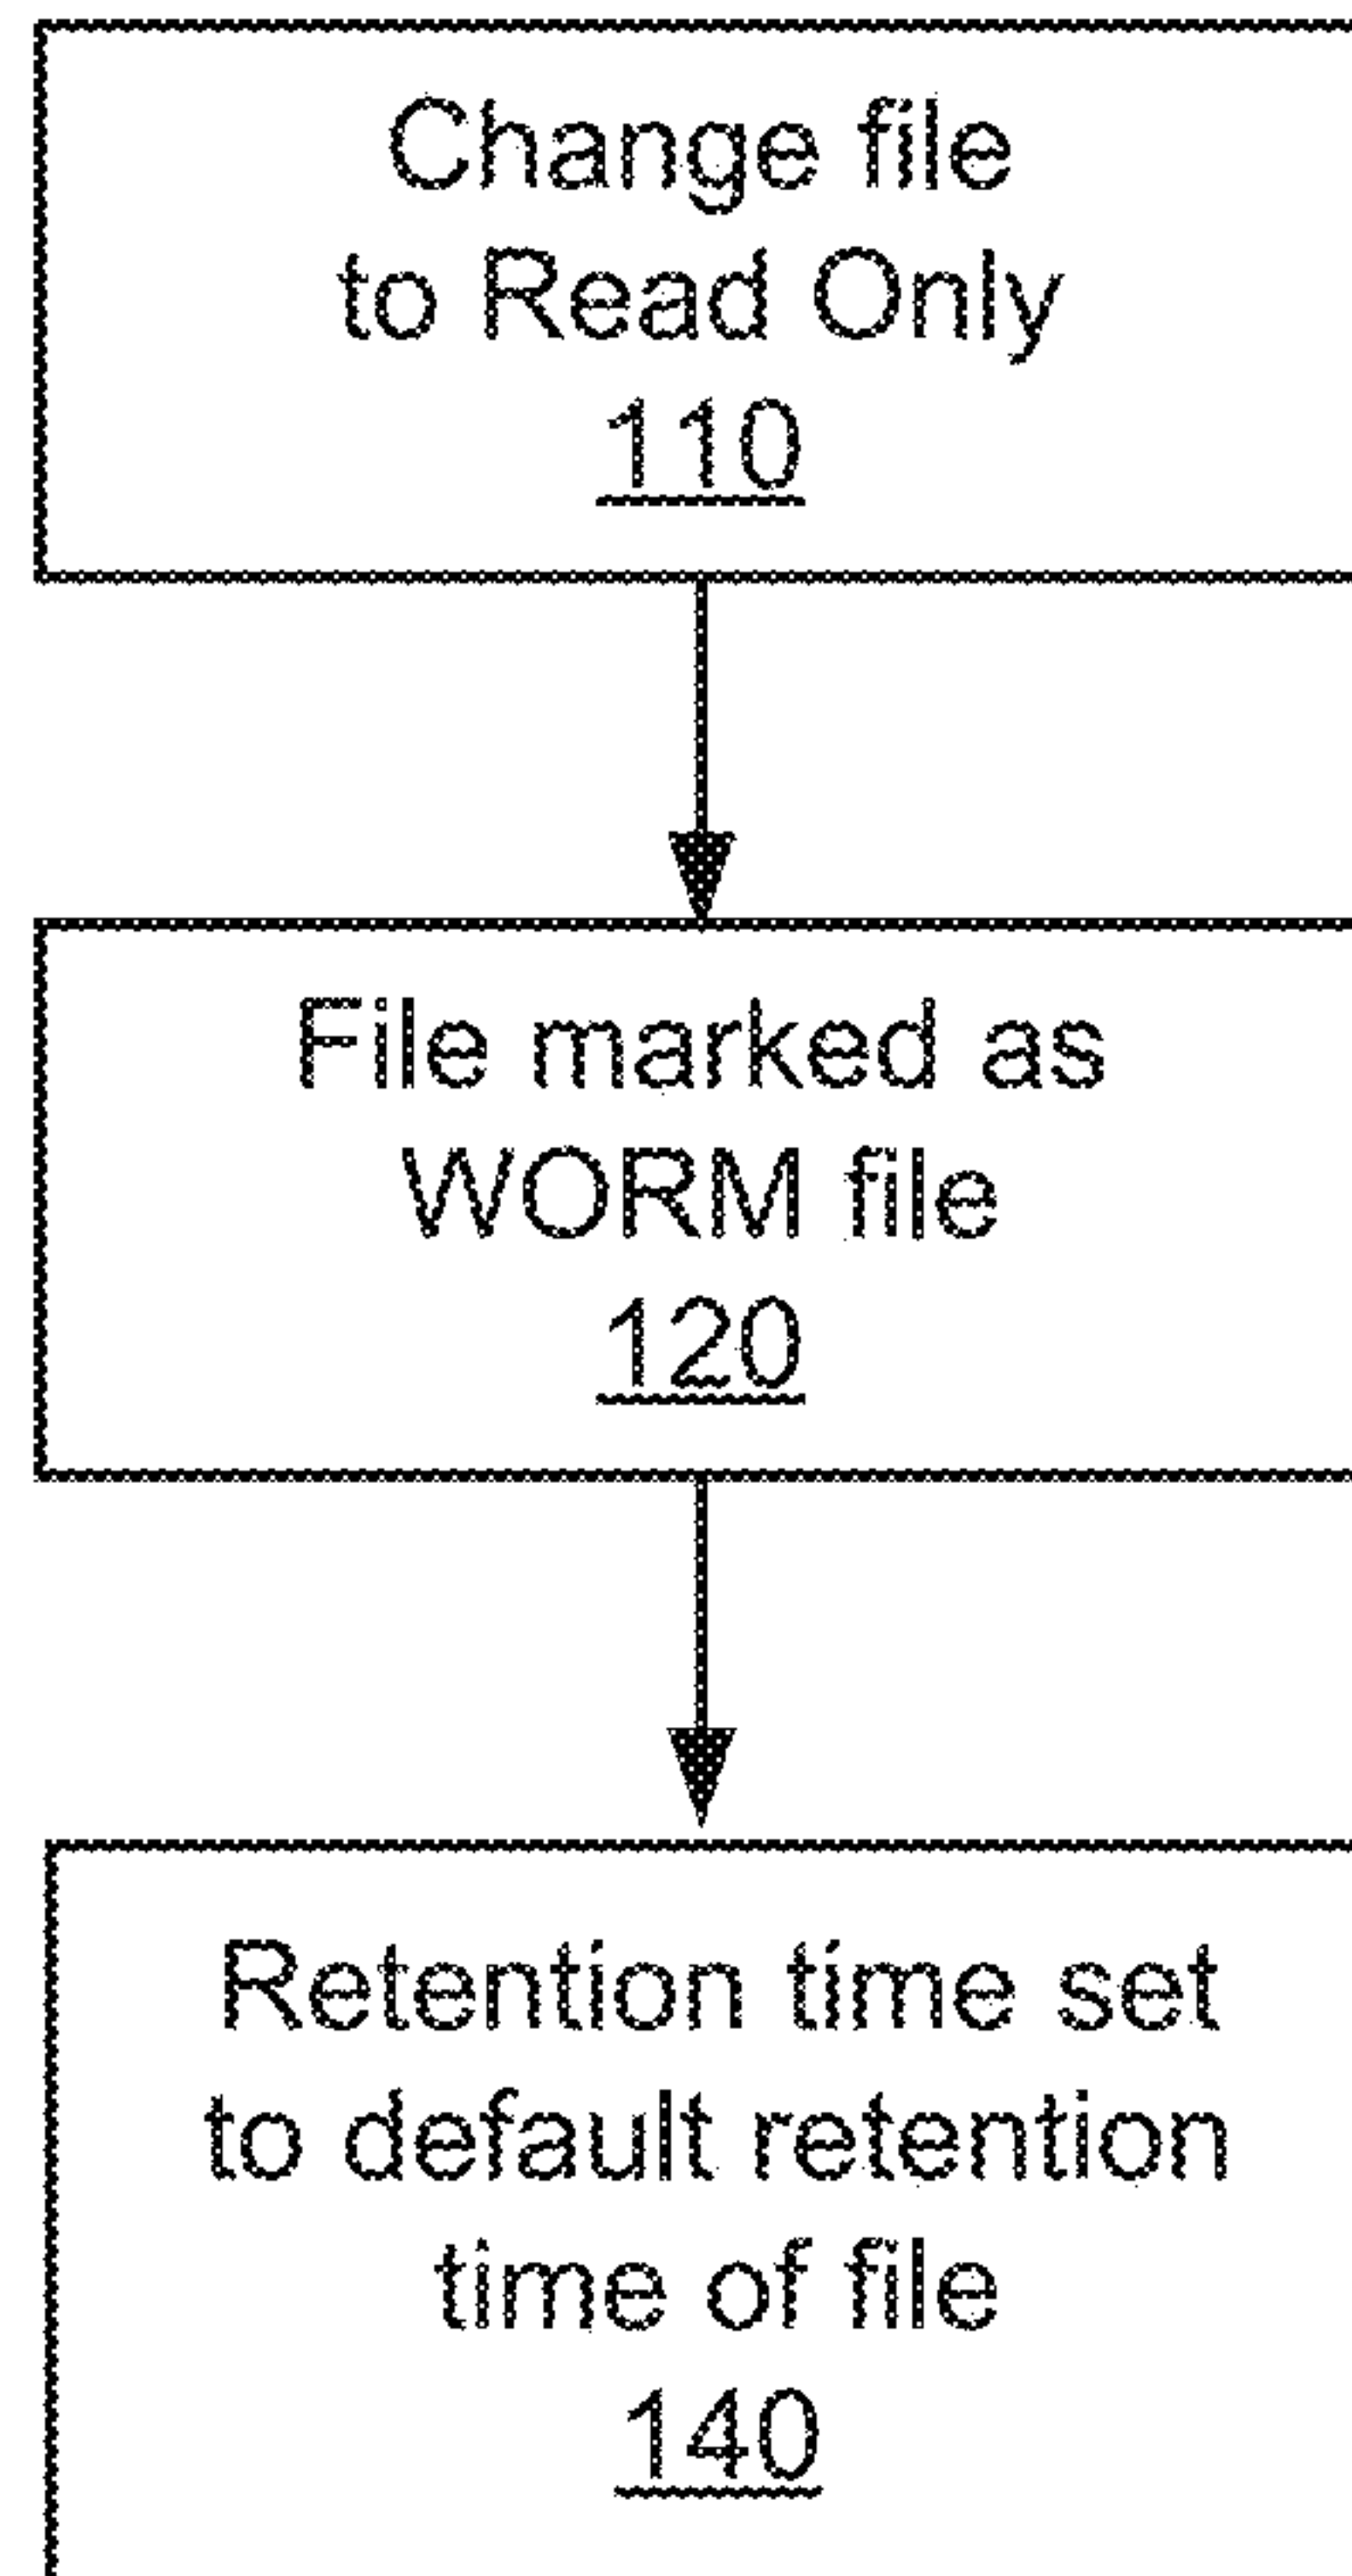 Change file
to Read Only
110
File marked as
WORM file
120
Retention time set
to default retention
time of file
140